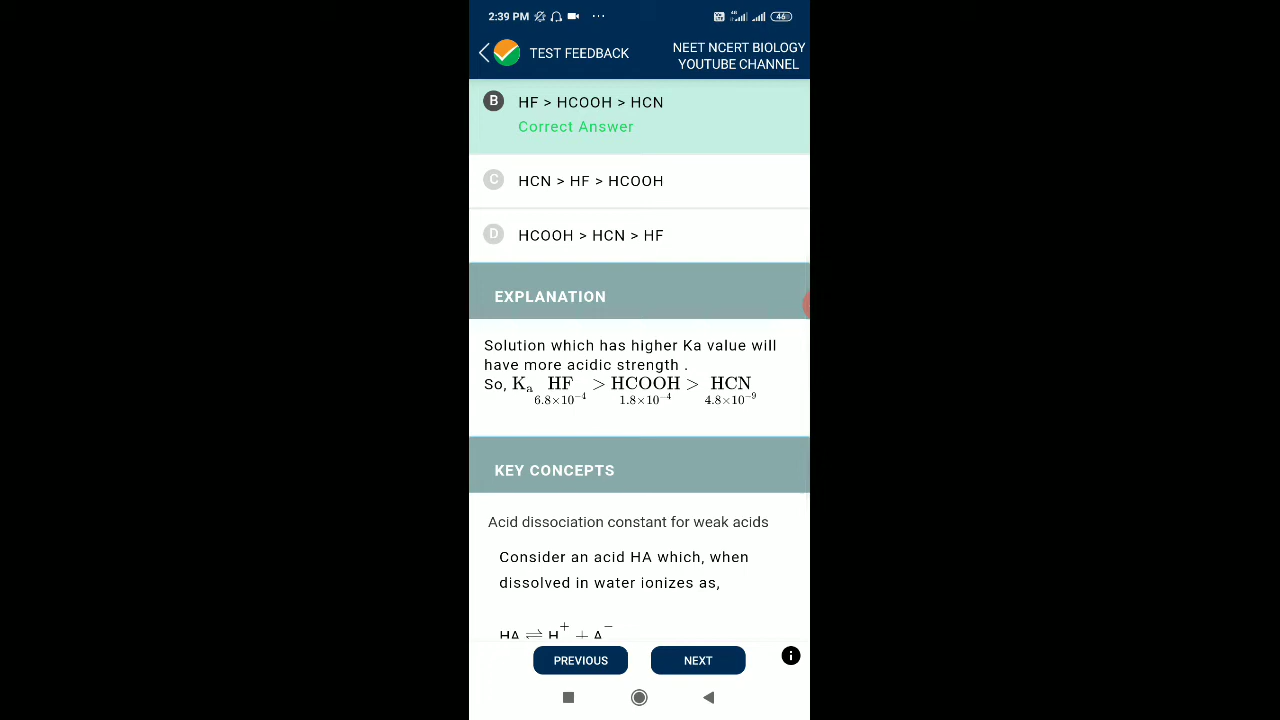 2:39 PM ...
46
TEST FEEDBACK
NEET NCERT BIOLOGY
YOUTUBE CHANNEL
B HF > HCOOH > HCN
Correct Answer
C HCN > HF > HCOOH
D HCOOH > HCN > HF
EXPLANATION
Solution which has higher Ka value will
have more acidic strength .
So, Kₐ HF > HCOOH > HCN
6.8×10⁻⁴ 1.8×10⁻⁴ 4.8×10⁻⁹
KEY CONCEPTS
Acid dissociation constant for weak acids
Consider an acid HA which, when
dissolved in water ionizes as,
HA ⇌ H⁺ + A⁻
PREVIOUS NEXT